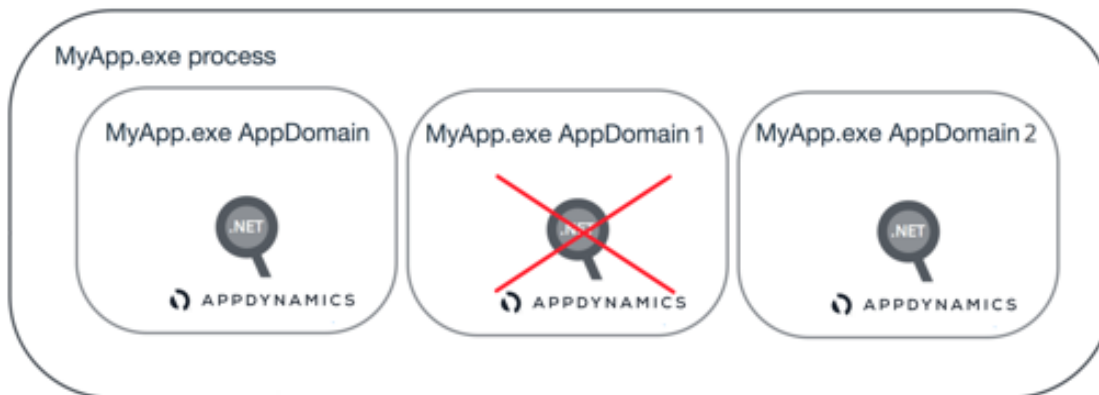 MyApp.exe process
MyApp.exe AppDomain
MyApp.exe AppDomain 1
MyApp.exe AppDomain 2
.NET
.NET
.NET
APPDYNAMICS
APPDYNAMICS
APPDYNAMICS